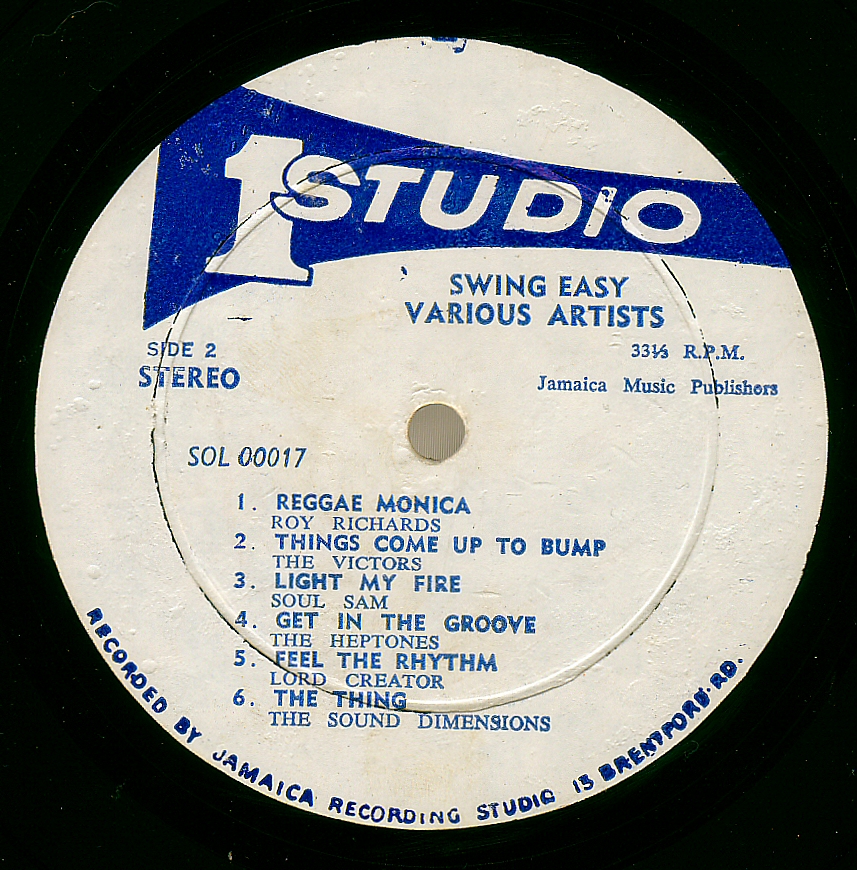 1 STUDIO
SWING EASY
VARIOUS ARTISTS
SIDE 2
STEREO
33⅓ R.P.M.
Jamaica Music Publishers
SOL 00017
1. REGGAE MONICA
ROY RICHARDS
2. THINGS COME UP TO BUMP
THE VICTORS
3. LIGHT MY FIRE
SOUL SAM
4. GET IN THE GROOVE
THE HEPTONES
5. FEEL THE RHYTHM
LORD CREATOR
6. THE THING
THE SOUND DIMENSIONS
RECORDED BY JAMAICA RECORDING STUDIO 13 BRENTFORD RD.